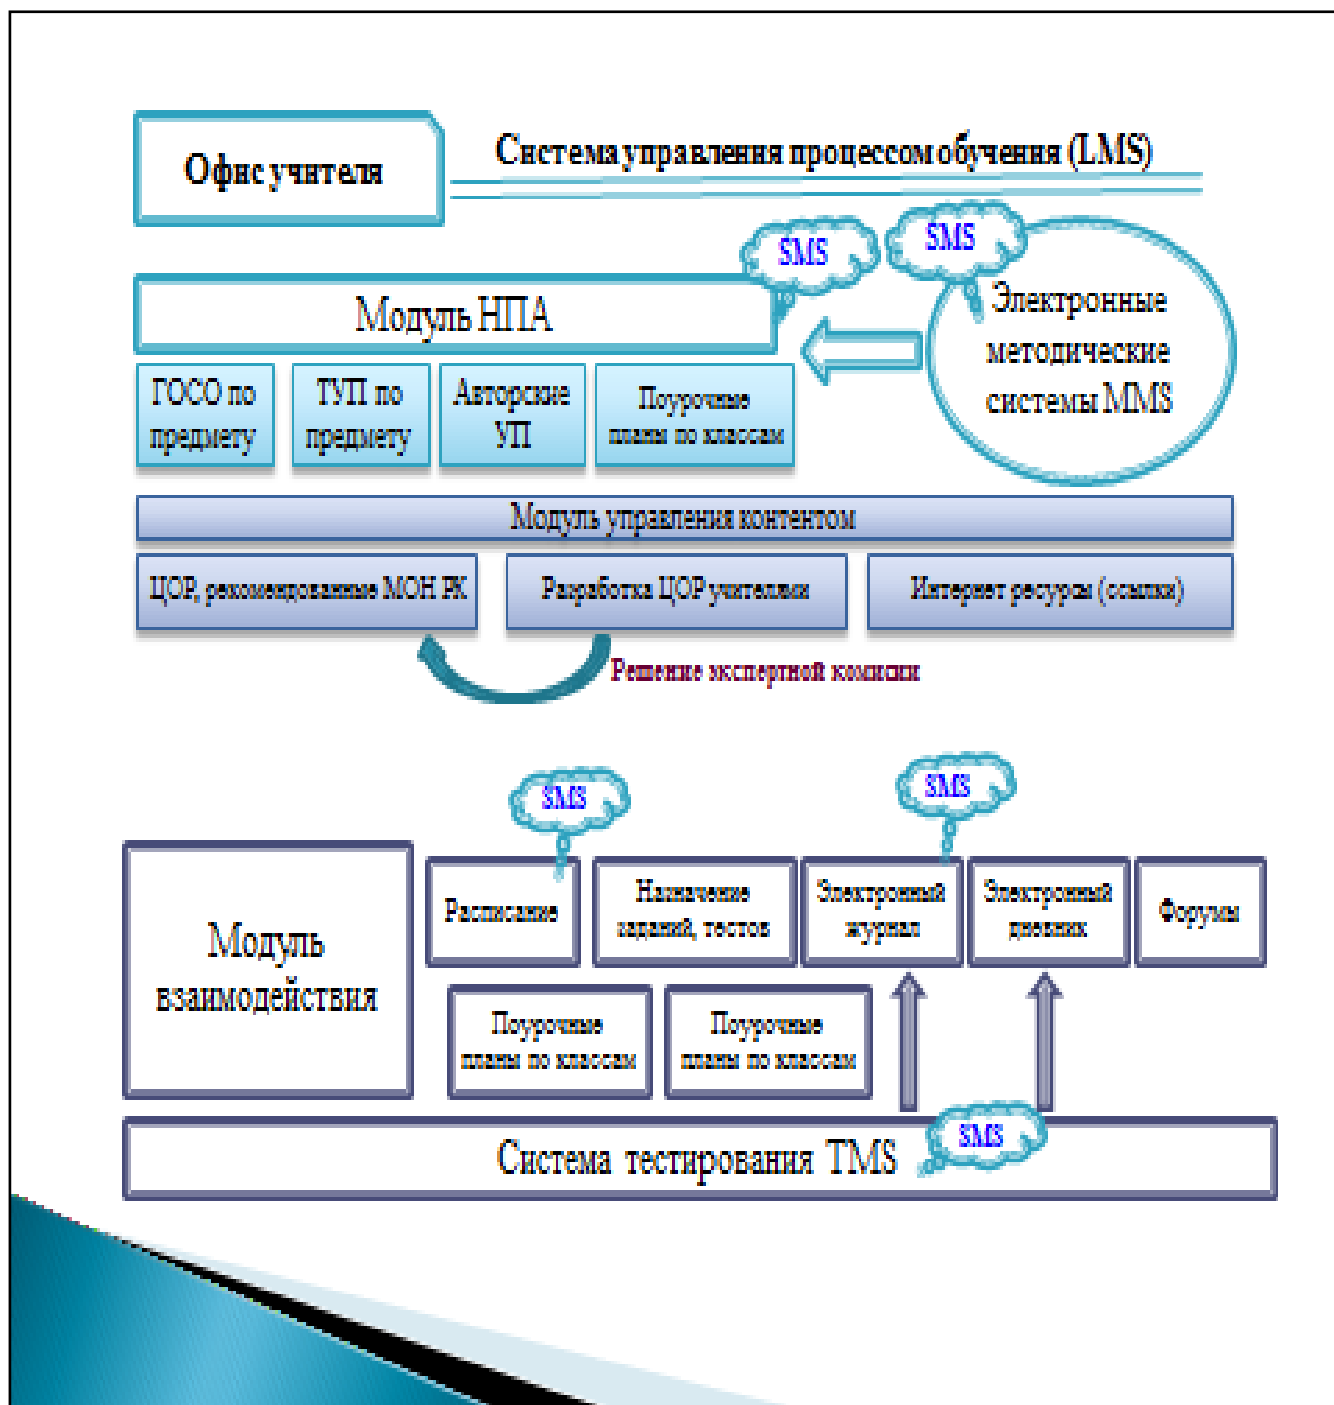 Офис учителя
Система управления процессом обучения (LMS)
SMS
SMS
Модуль НПА
Электронные
методические
системы MMS
ГОСО по
предмету
ТУП по
предмету
Авторские
УП
Поурочные
планы по классам
Модуль управления контентом
ЦОР, рекомендованные МОН РК
Разработка ЦОР учителями
Интернет ресурсы (ссылки)
Решение экспертной комисии
SMS
SMS
Модуль
взаимодействия
Расписание
Назначение
заданий, тестов
Электронный
журнал
Электронный
дневник
Форумы
Поурочные
планы по классам
Поурочные
планы по классам
SMS
Система тестирования TMS